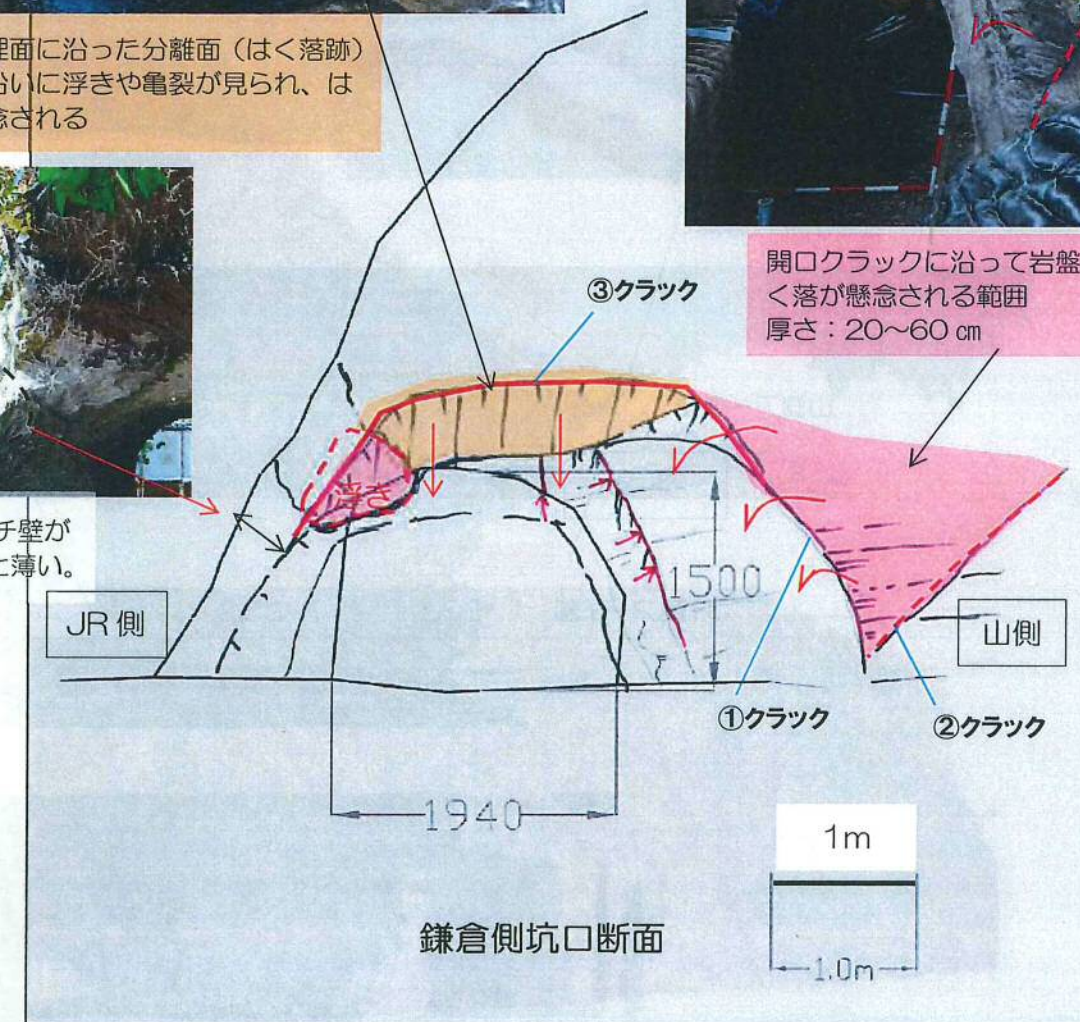 理面に沿った分離面（はく落跡）
沿いに浮きや亀裂が見られ、は
念される
開口クラックに沿って岩盤
く落が懸念される範囲
厚さ：20～60㎝
③クラック
浮き
チ壁が
に薄い。
JR側
1500
山側
①クラック
②クラック
1940
1m
鎌倉側坑口断面
1.0m